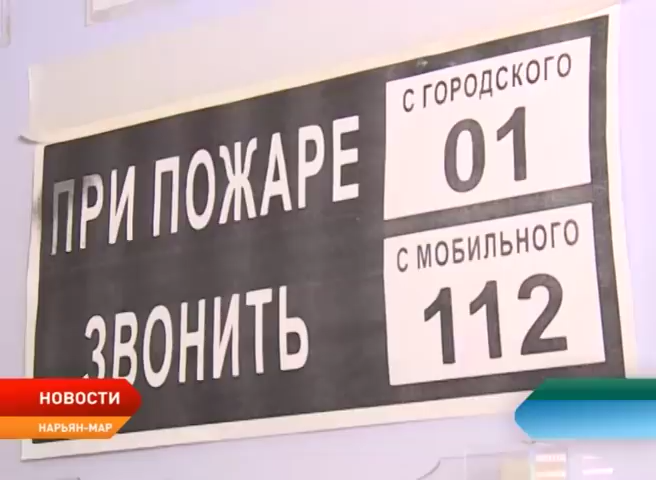 ПРИ ПОЖАРЕ
ЗВОНИТЬ
С ГОРОДСКОГО
01
С МОБИЛЬНОГО
112
НОВОСТИ
НАРЬЯН-МАР